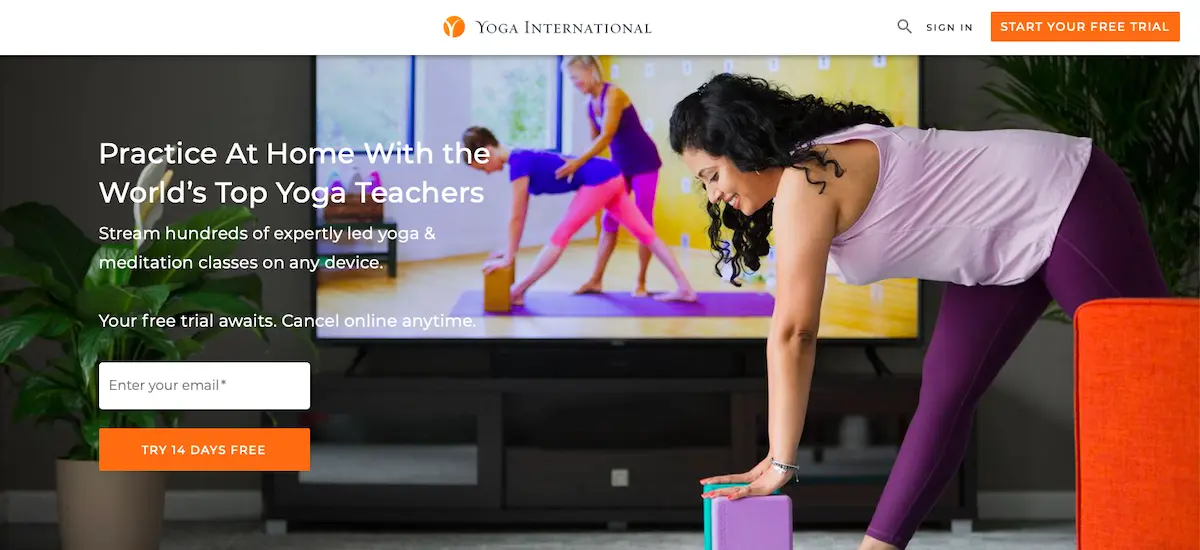 YOGA INTERNATIONAL
SIGN IN
START YOUR FREE TRIAL
Practice At Home With the
World's Top Yoga Teachers
Stream hundreds of expertly led yoga &
meditation classes on any device.
Your free trial awaits. Cancel online anytime.
Enter your email*
TRY 14 DAYS FREE